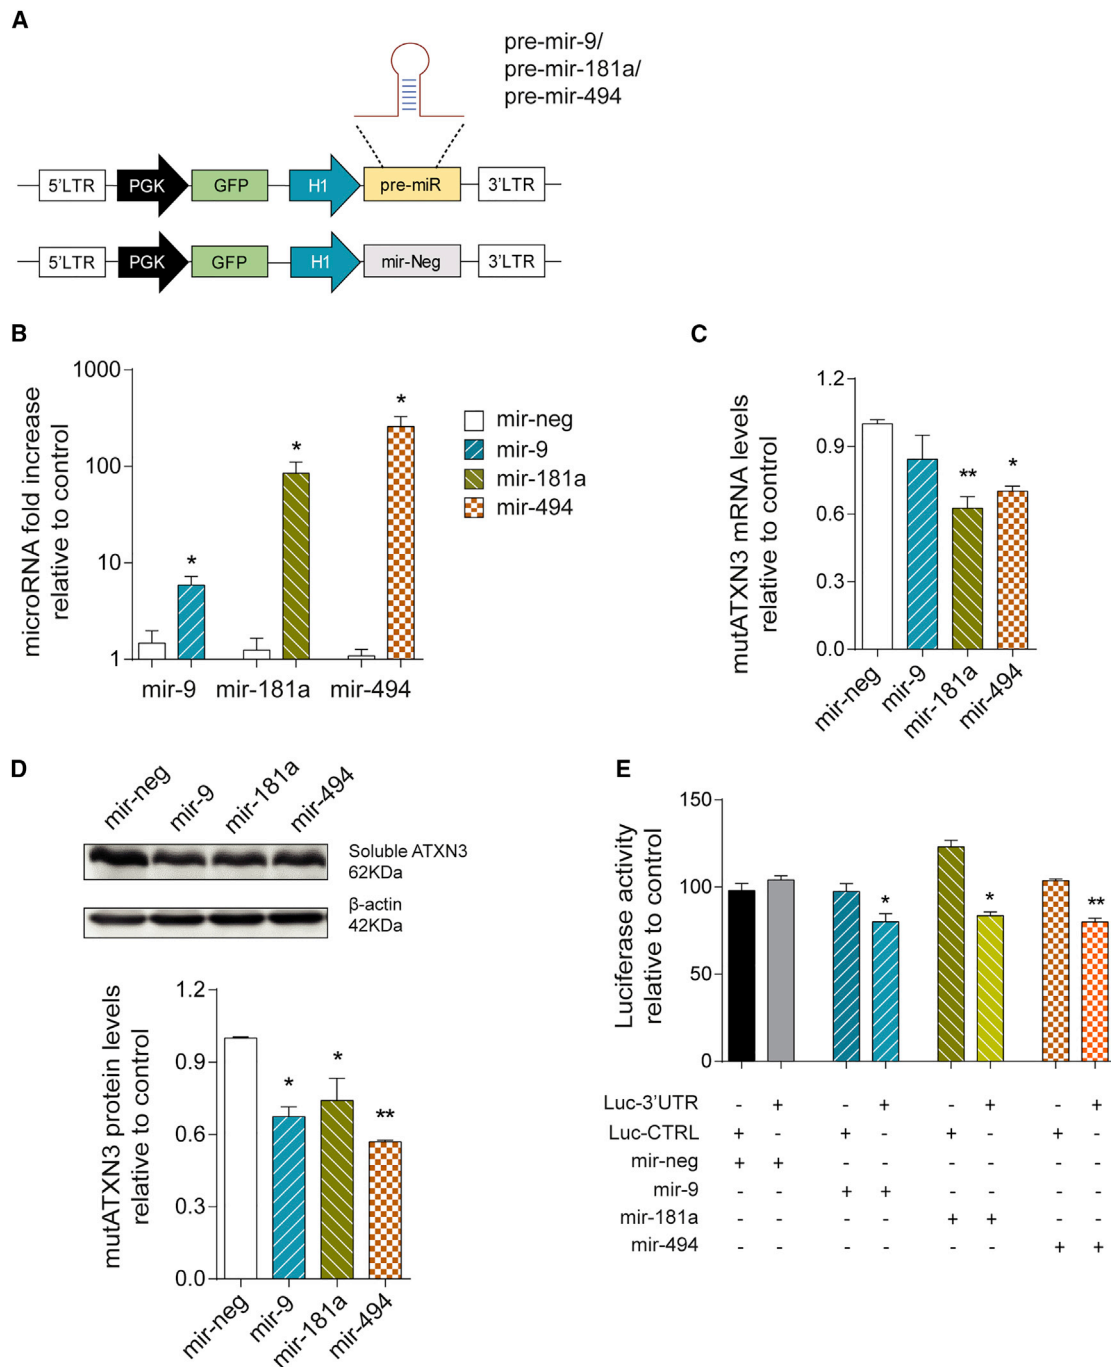 A
pre-mir-9/
pre-mir-181a/
pre-mir-494
5'LTR PGK GFP H1 pre-miR 3'LTR
5'LTR PGK GFP H1 mir-Neg 3'LTR
B
microRNA fold increase
relative to control
1000
100
10
1
* * *
mir-9 mir-181a mir-494
mir-neg
mir-9
mir-181a
mir-494
C
mutATXN3 mRNA levels
relative to control
1.2
0.9
0.6
0.3
0.0
** *
mir-neg mir-9 mir-181a mir-494
D
mir-neg mir-9 mir-181a mir-494
Soluble ATXN3
62KDa
β-actin
42KDa
mutATXN3 protein levels
relative to control
1.2
0.9
0.6
0.3
0.0
* * **
mir-neg mir-9 mir-181a mir-494
E
Luciferase activity
relative to control
150
100
50
0
* * **
Luc-3'UTR - + - + - + - +
Luc-CTRL + - + - + - + -
mir-neg + + - - - - - -
mir-9 - - + + - - - -
mir-181a - - - - + + - -
mir-494 - - - - - - + +